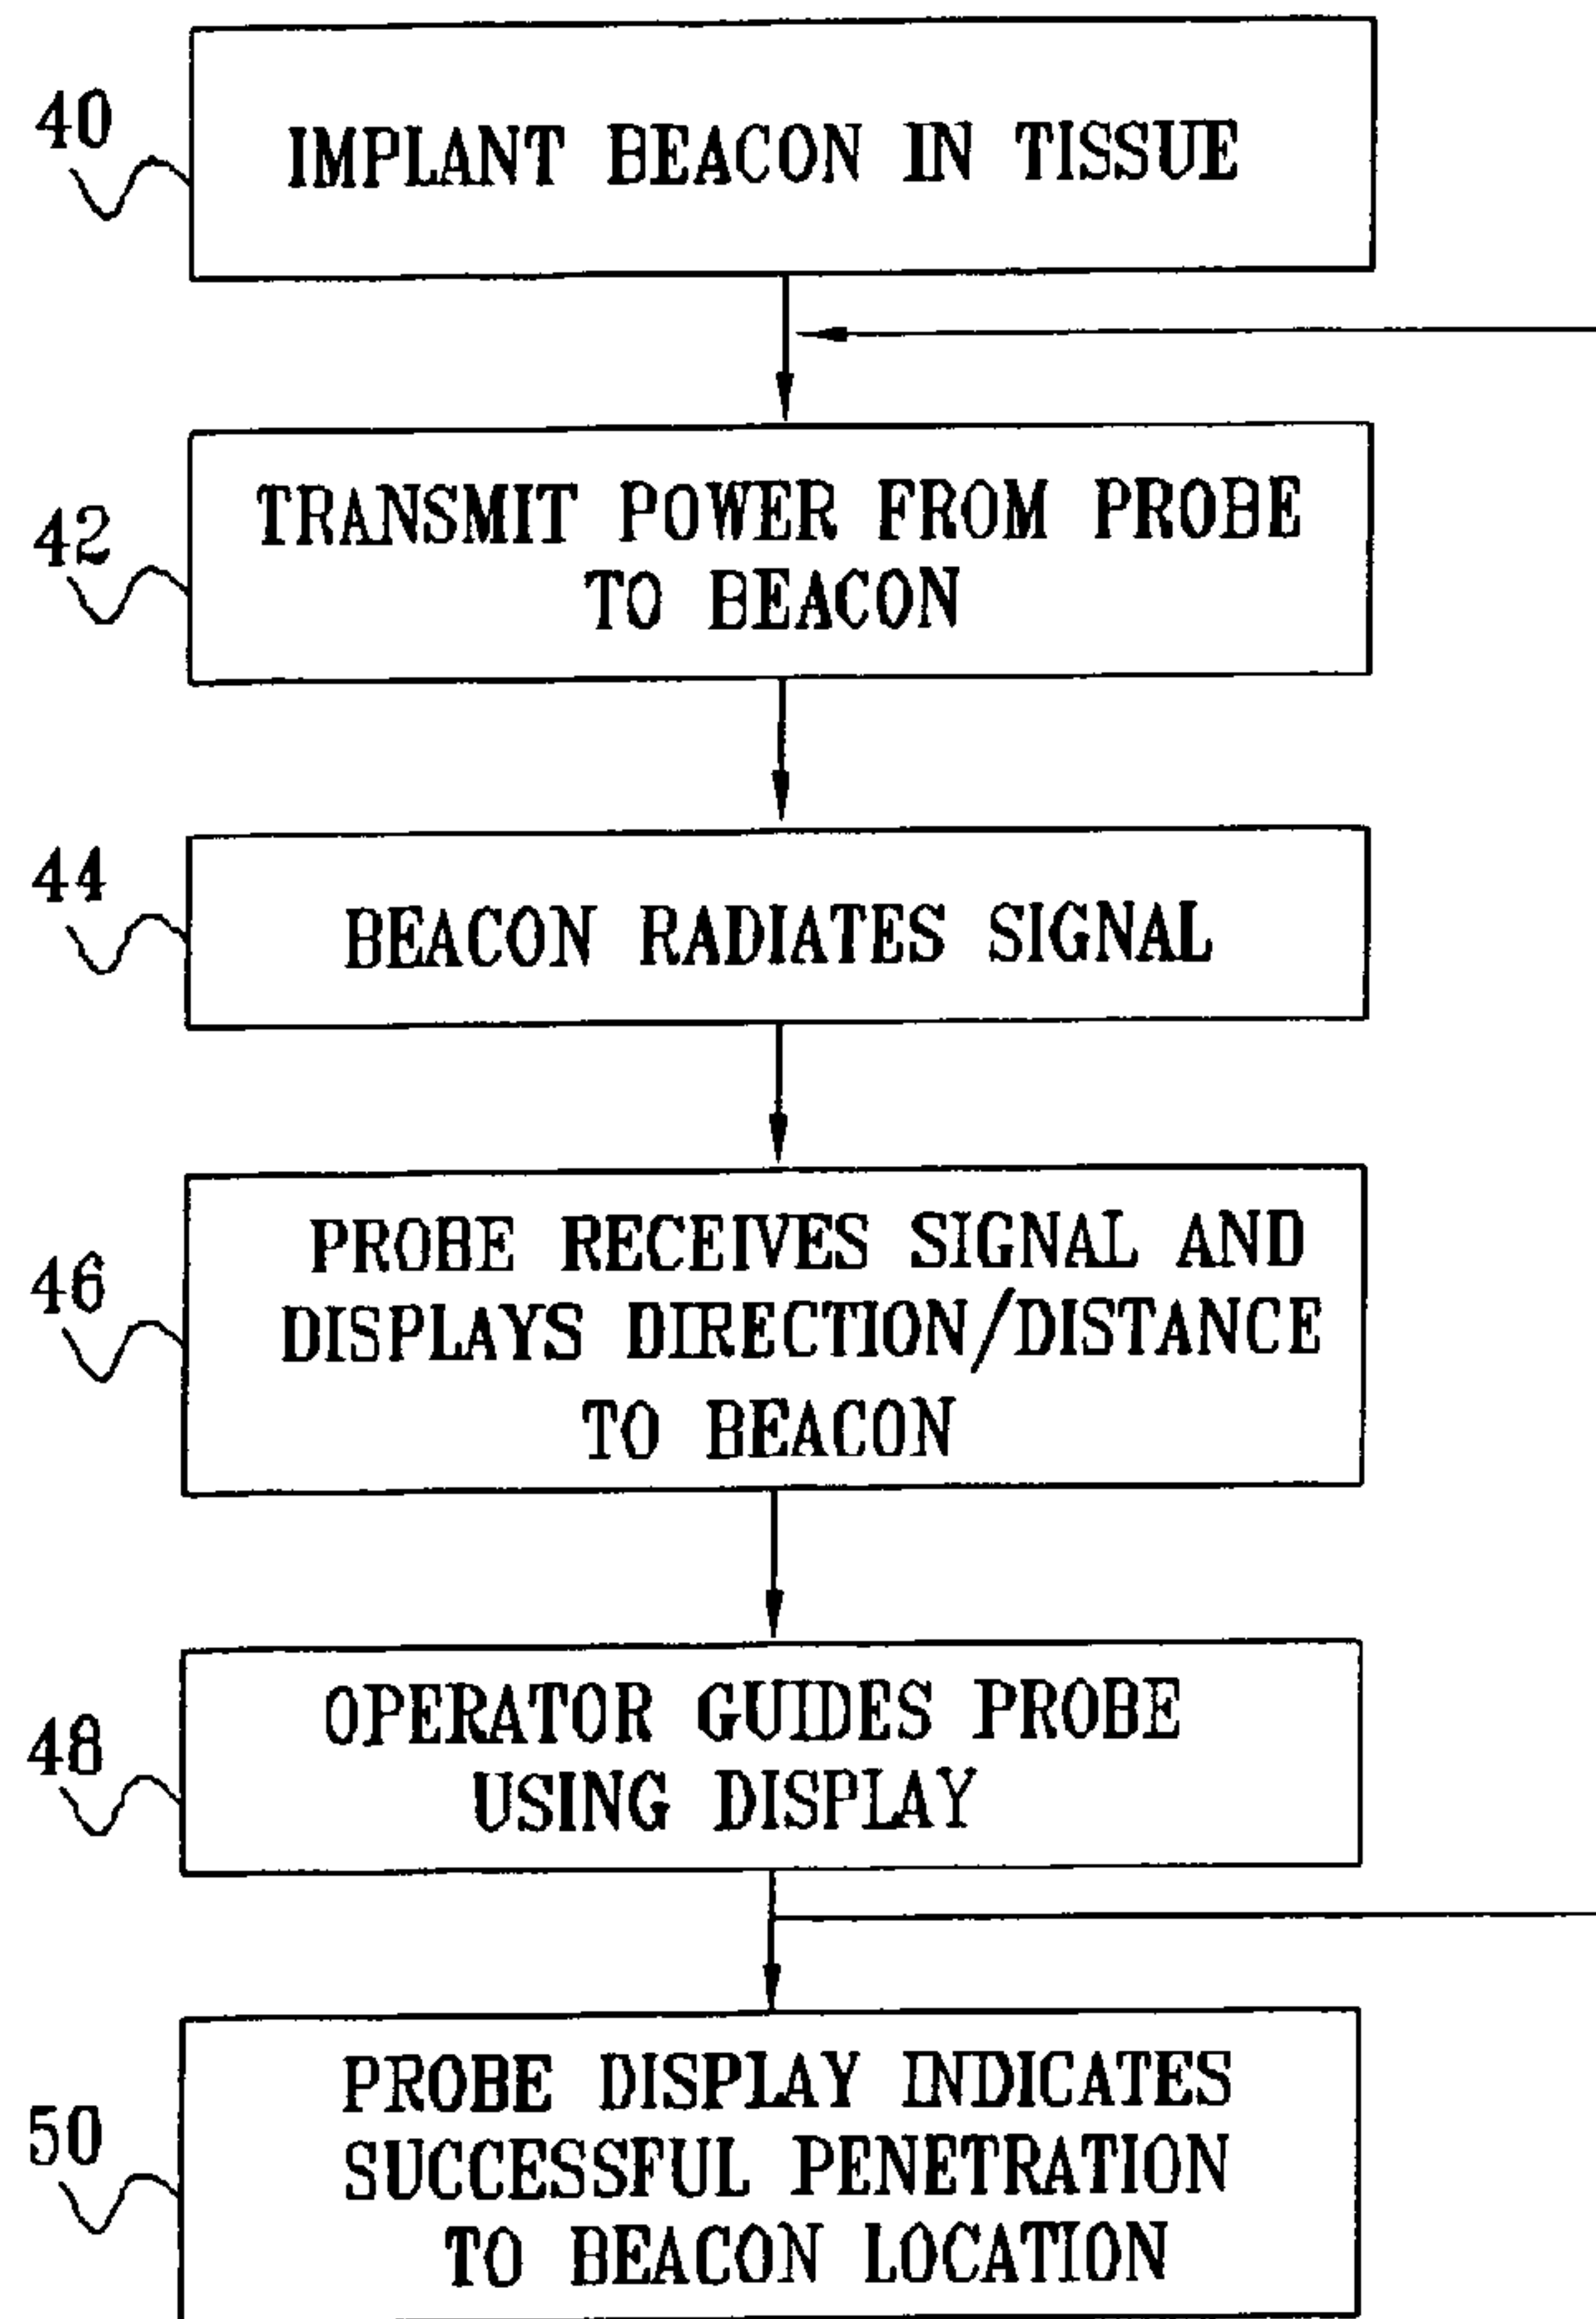 40
IMPLANT BEACON IN TISSUE
42
TRANSMIT POWER FROM PROBE
TO BEACON
44
BEACON RADIATES SIGNAL
46
PROBE RECEIVES SIGNAL AND
DISPLAYS DIRECTION/DISTANCE
TO BEACON
48
OPERATOR GUIDES PROBE
USING DISPLAY
50
PROBE DISPLAY INDICATES
SUCCESSFUL PENETRATION
TO BEACON LOCATION